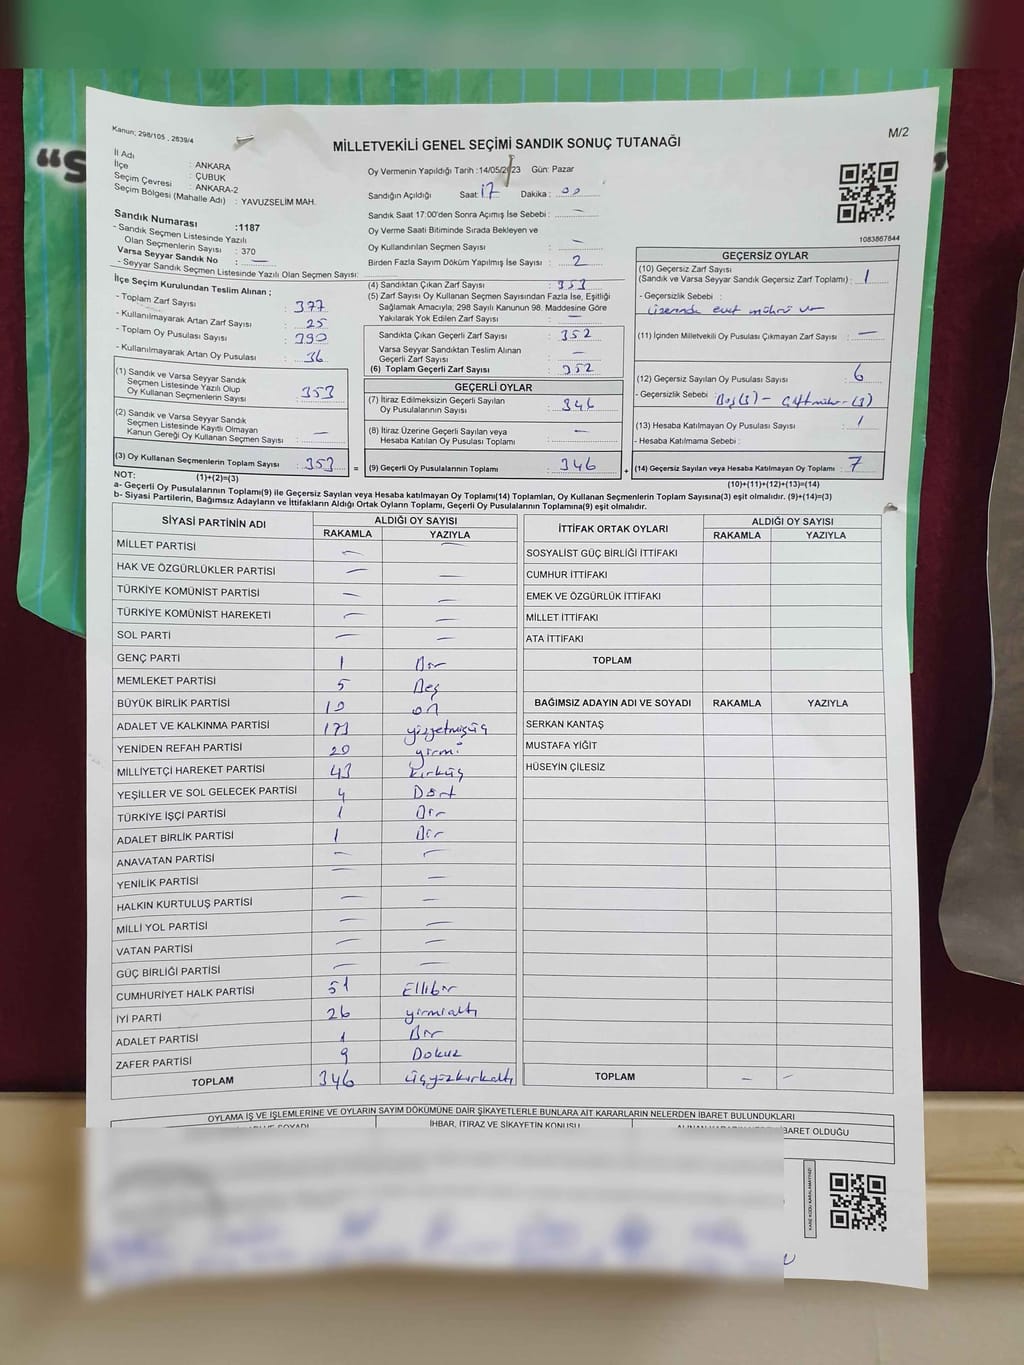 “S
Kanun; 298/105 , 2839/4
MİLLETVEKİLİ GENEL SEÇİMİ SANDIK SONUÇ TUTANAĞI
M/2
İl Adı : ANKARA
İlçe : ÇUBUK
Seçim Çevresi : ANKARA-2
Seçim Bölgesi (Mahalle Adı) : YAVUZSELİM MAH.
Oy Vermenin Yapıldığı Tarih :14/05/2023 Gün: Pazar
Sandığın Açıldığı Saat: 17 Dakika : 00
Sandık Saat 17:00'den Sonra Açımış İse Sebebi : —
Oy Verme Saati Bitiminde Sırada Bekleyen ve
Oy Kullandırılan Seçmen Sayısı : —
Birden Fazla Sayım Döküm Yapılmış İse Sayısı : 2
Sandık Numarası :1187
- Sandık Seçmen Listesinde Yazılı
Olan Seçmenlerin Sayısı : 370
Varsa Seyyar Sandık No : —
- Seyyar Sandık Seçmen Listesinde Yazılı Olan Seçmen Sayısı:
İlçe Seçim Kurulundan Teslim Alınan ;
- Toplam Zarf Sayısı : 377
- Kullanılmayarak Artan Zarf Sayısı : 25
- Toplam Oy Pusulası Sayısı : 390
- Kullanılmayarak Artan Oy Pusulası : 36
(1) Sandık ve Varsa Seyyar Sandık
Seçmen Listesinde Yazılı Olup
Oy Kullanan Seçmenlerin Sayısı : 353
(2) Sandık ve Varsa Seyyar Sandık
Seçmen Listesinde Kayıtlı Olmayan
Kanun Gereği Oy Kullanan Seçmen Sayısı : —
(3) Oy Kullanan Seçmenlerin Toplam Sayısı : 353 =
(1)+(2)=(3)
(4) Sandıktan Çıkan Zarf Sayısı : 353
(5) Zarf Sayısı Oy Kullanan Seçmen Sayısından Fazla İse, Eşitliği
Sağlamak Amacıyla; 298 Sayılı Kanunun 98. Maddesine Göre
Yakılarak Yok Edilen Zarf Sayısı : —
Sandıkta Çıkan Geçerli Zarf Sayısı : 352
Varsa Seyyar Sandıktan Teslim Alınan
Geçerli Zarf Sayısı : —
(6) Toplam Geçerli Zarf Sayısı : 352
GEÇERLİ OYLAR
(7) İtiraz Edilmeksizin Geçerli Sayılan
Oy Pusulalarının Sayısı : 346
(8) İtiraz Üzerine Geçerli Sayılan veya
Hesaba Katılan Oy Pusulası Toplamı : —
(9) Geçerli Oy Pusulalarının Toplamı : 346 +
1083867844
GEÇERSİZ OYLAR
(10) Geçersiz Zarf Sayısı
(Sandık ve Varsa Seyyar Sandık Geçersiz Zarf Toplamı) : 1
- Geçersizlik Sebebi :
üzerinde evet mührü var
(11) İçinden Milletvekili Oy Pusulası Çıkmayan Zarf Sayısı : —
(12) Geçersiz Sayılan Oy Pusulası Sayısı : 6
- Geçersizlik Sebebi : Boş (3) – Çift mühür (3)
(13) Hesaba Katılmayan Oy Pusulası Sayısı : 1
- Hesaba Katılmama Sebebi :
(14) Geçersiz Sayılan veya Hesaba Katılmayan Oy Toplamı : 7
(10)+(11)+(12)+(13)=(14)
NOT:
a- Geçerli Oy Pusulalarının Toplamı(9) ile Geçersiz Sayılan veya Hesaba katılmayan Oy Toplamı(14) Toplamları, Oy Kullanan Seçmenlerin Toplam Sayısına(3) eşit olmalıdır. (9)+(14)=(3)
b- Siyasi Partilerin, Bağımsız Adayların ve İttifakların Aldığı Ortak Oyların Toplamı, Geçerli Oy Pusulalarının Toplamına(9) eşit olmalıdır.
SİYASİ PARTİNİN ADI ALDIĞI OY SAYISI
RAKAMLA YAZIYLA
MİLLET PARTİSİ — —
HAK VE ÖZGÜRLÜKLER PARTİSİ — —
TÜRKİYE KOMÜNİST PARTİSİ — —
TÜRKİYE KOMÜNİST HAREKETİ — —
SOL PARTİ — —
GENÇ PARTİ 1 Bir
MEMLEKET PARTİSİ 5 Beş
BÜYÜK BİRLİK PARTİSİ 10 on
ADALET VE KALKINMA PARTİSİ 173 yüzyetmişüç
YENİDEN REFAH PARTİSİ 20 yirmi
MİLLİYETÇİ HAREKET PARTİSİ 43 kırküç
YEŞİLLER VE SOL GELECEK PARTİSİ 4 Dört
TÜRKİYE İŞÇİ PARTİSİ 1 Bir
ADALET BİRLİK PARTİSİ 1 Bir
ANAVATAN PARTİSİ — —
YENİLİK PARTİSİ — —
HALKIN KURTULUŞ PARTİSİ — —
MİLLİ YOL PARTİSİ — —
VATAN PARTİSİ — —
GÜÇ BİRLİĞİ PARTİSİ — —
CUMHURİYET HALK PARTİSİ 51 Ellibir
İYİ PARTİ 26 yirmialtı
ADALET PARTİSİ 1 Bir
ZAFER PARTİSİ 9 Dokuz
TOPLAM 346 üçyüzkırkaltı
İTTİFAK ORTAK OYLARI ALDIĞI OY SAYISI
RAKAMLA YAZIYLA
SOSYALİST GÜÇ BİRLİĞİ İTTİFAKI
CUMHUR İTTİFAKI
EMEK VE ÖZGÜRLÜK İTTİFAKI
MİLLET İTTİFAKI
ATA İTTİFAKI
TOPLAM
BAĞIMSIZ ADAYIN ADI VE SOYADI RAKAMLA YAZIYLA
SERKAN KANTAŞ
MUSTAFA YİĞİT
HÜSEYİN ÇİLESİZ
TOPLAM — —
OYLAMA İŞ VE İŞLEMLERİNE VE OYLARIN SAYIM DÖKÜMÜNE DAİR ŞİKAYETLERLE BUNLARA AİT KARARLARIN NELERDEN İBARET BULUNDUKLARI
İHBAR, İTİRAZ VE ŞİKAYETİN KONUSU